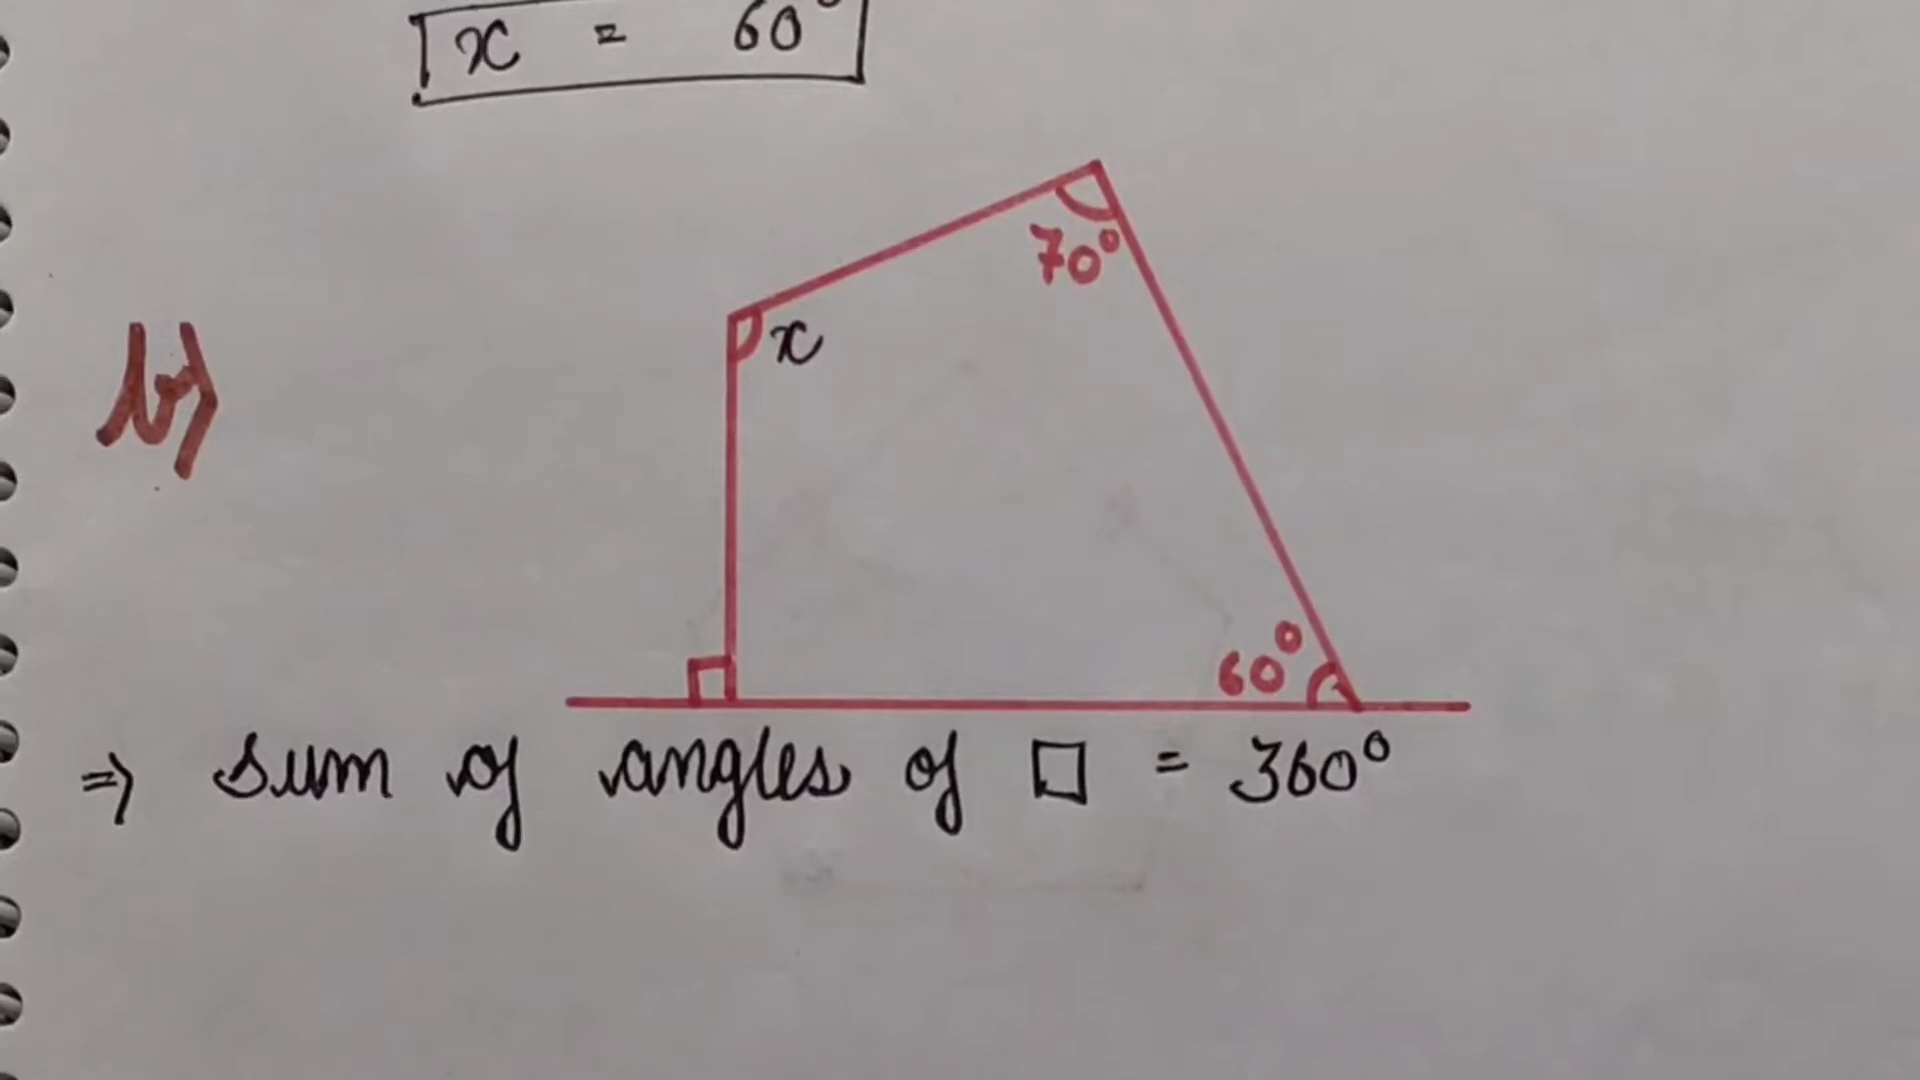 x = 60°
70°
x
b)
60°
⇒ Sum of angles of □ = 360°